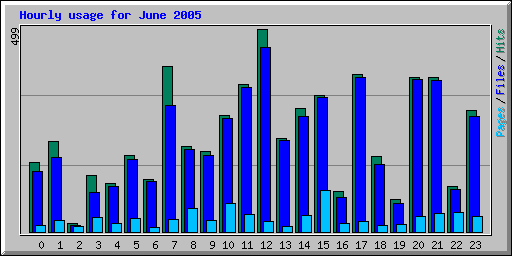 Hourly usage for June 2005
499
Pages / Files / Hits
0 1 2 3 4 5 6 7 8 9 10 11 12 13 14 15 16 17 18 19 20 21 22 23